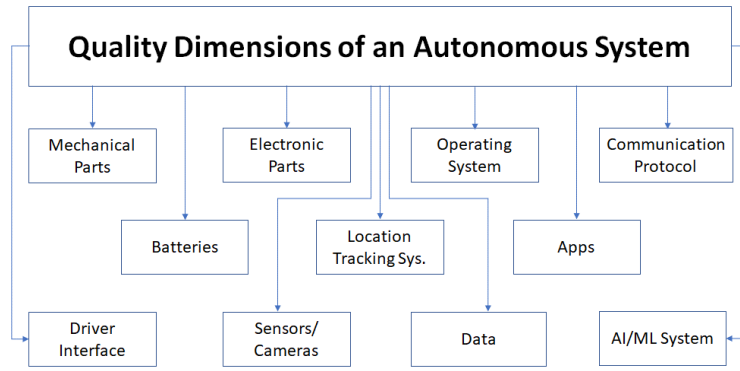 Quality Dimensions of an Autonomous System
Mechanical
Parts
Electronic
Parts
Operating
System
Communication
Protocol
Batteries
Location
Tracking Sys.
Apps
Driver
Interface
Sensors/
Cameras
Data
AI/ML System